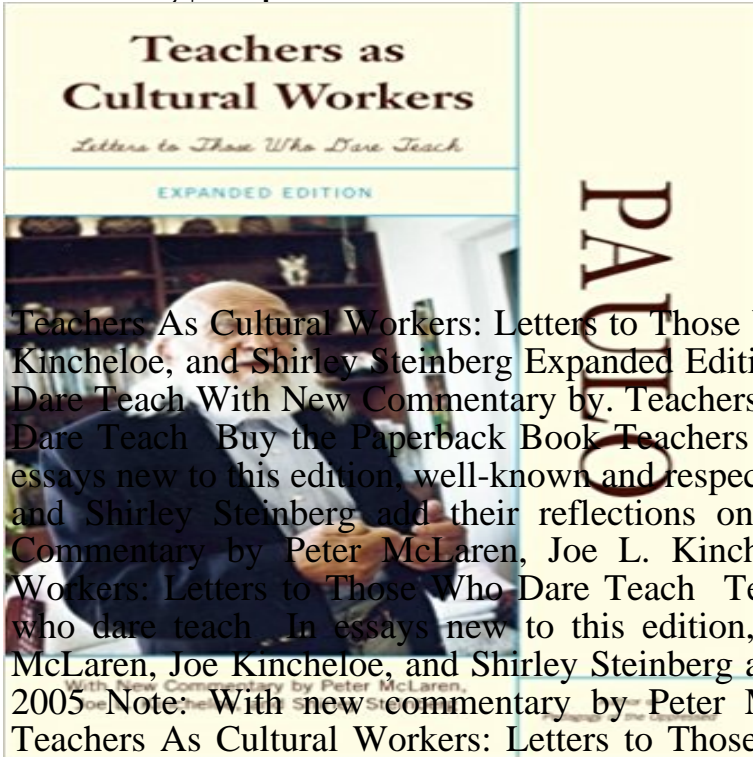 Teachers as
Cultural Workers
Letters to Those Who Dare Teach
EXPANDED EDITION
PAULO
Teachers As Cultural Workers: Letters to Those
Kincheloe, and Shirley Steinberg Expanded Editi
Dare Teach With New Commentary by. Teachers
Dare Teach Buy the Paperback Book Teachers
essays new to this edition, well-known and respec
and Shirley Steinberg add their reflections on
Commentary by Peter McLaren, Joe L. Kinch
Workers: Letters to Those Who Dare Teach Te
who dare teach In essays new to this edition,
McLaren, Joe Kincheloe, and Shirley Steinberg a
With New Commentary by Peter McLaren,
2005 Note: With new commentary by Peter M
Pedagogy of the Oppressed
Teachers As Cultural Workers: Letters to Those